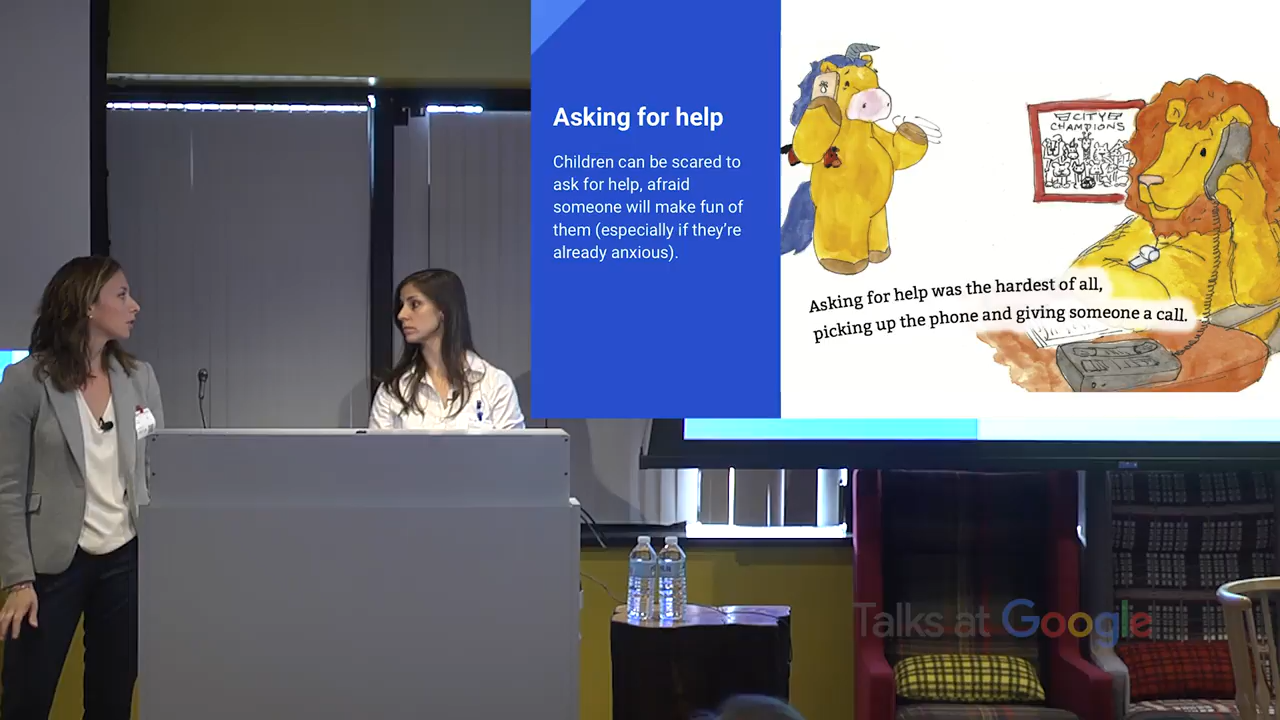 Asking for help
Children can be scared to
ask for help, afraid
someone will make fun of
them (especially if they're
already anxious).
CITY
CHAMPIONS
Asking for help was the hardest of all,
picking up the phone and giving someone a call.
Talks at Google